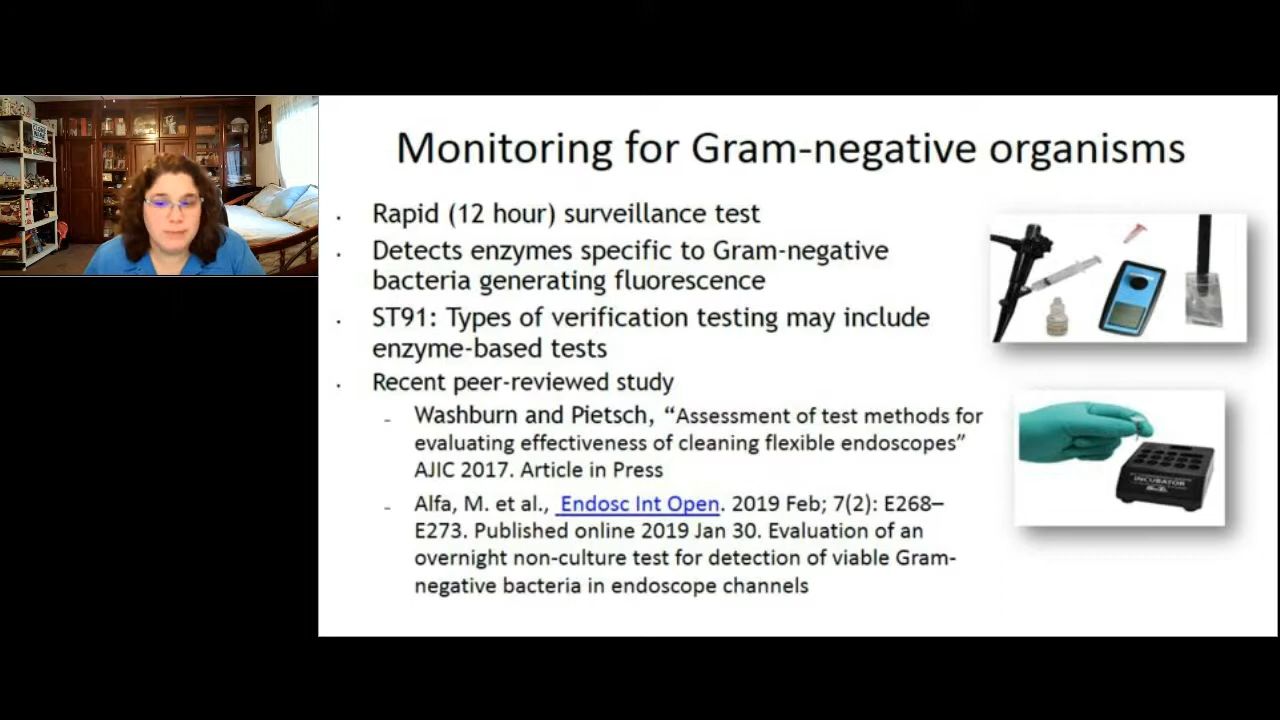 Monitoring for Gram-negative organisms
· Rapid (12 hour) surveillance test
· Detects enzymes specific to Gram-negative
bacteria generating fluorescence
· ST91: Types of verification testing may include
enzyme-based tests
· Recent peer-reviewed study
– Washburn and Pietsch, “Assessment of test methods for
evaluating effectiveness of cleaning flexible endoscopes”
AJIC 2017. Article in Press
– Alfa, M. et al., Endosc Int Open. 2019 Feb; 7(2): E268–
E273. Published online 2019 Jan 30. Evaluation of an
overnight non-culture test for detection of viable Gram-
negative bacteria in endoscope channels
INCUBATOR